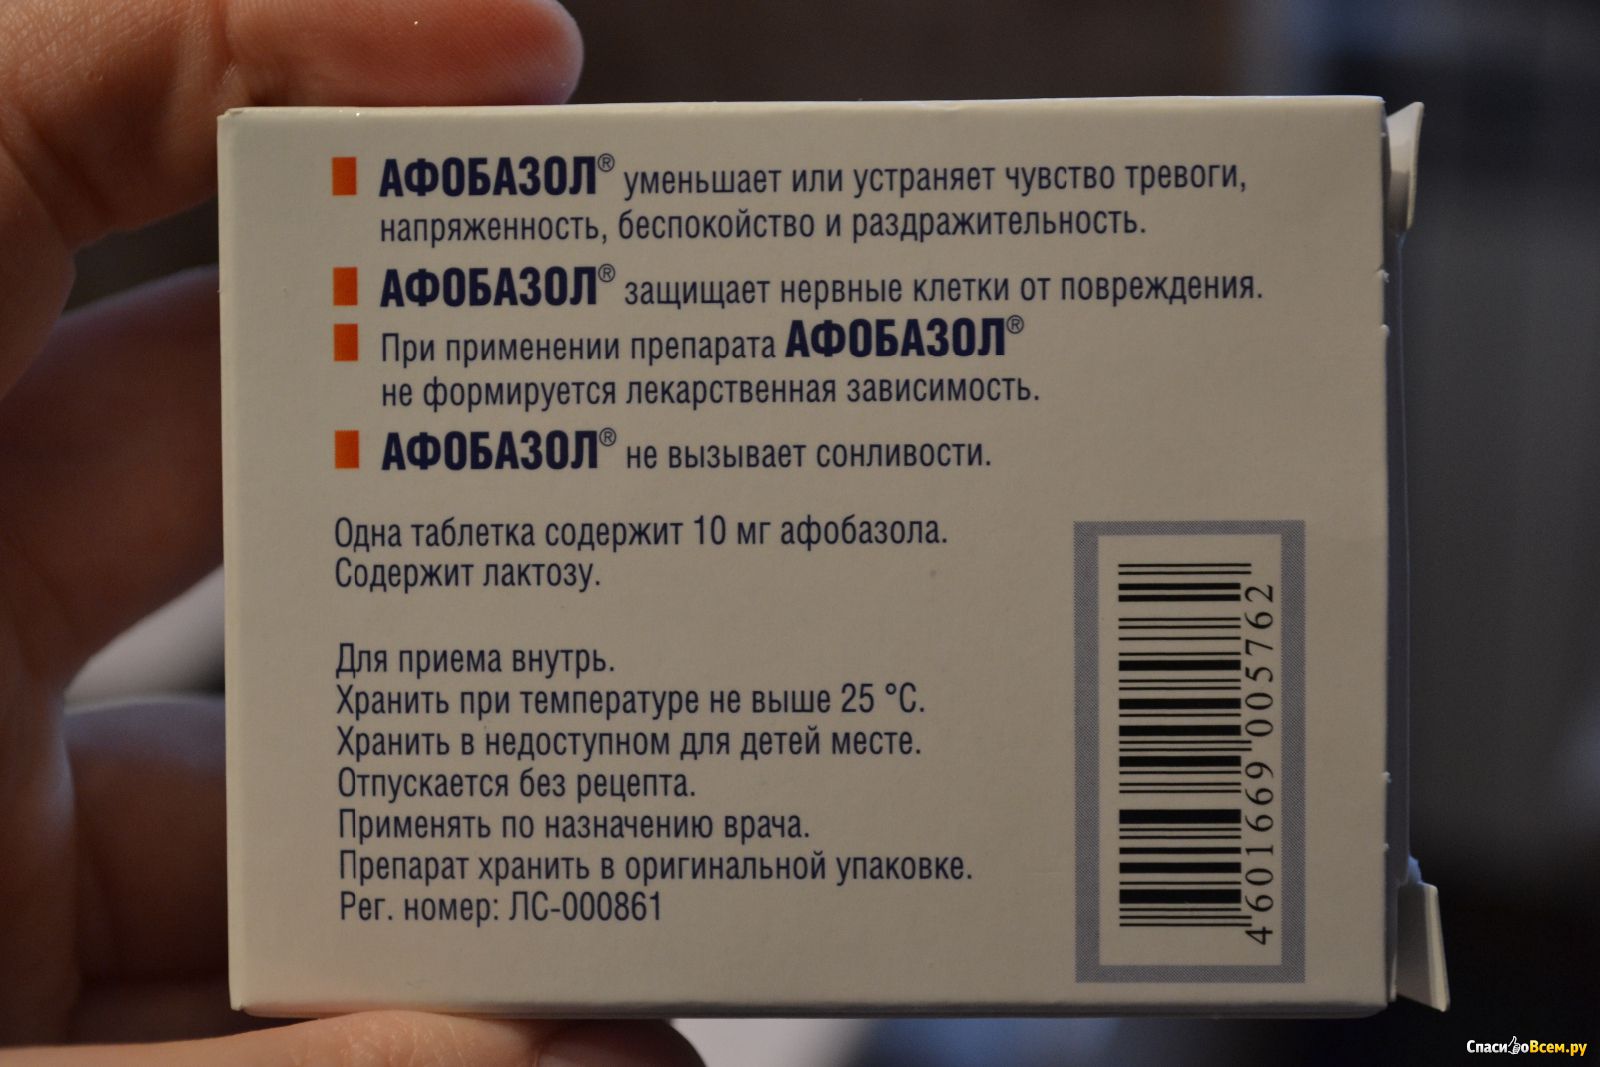 АФОБАЗОЛ® уменьшает или устраняет чувство тревоги,
напряженность, беспокойство и раздражительность.
АФОБАЗОЛ® защищает нервные клетки от повреждения.
При применении препарата АФОБАЗОЛ®
не формируется лекарственная зависимость.
АФОБАЗОЛ® не вызывает сонливости.
Одна таблетка содержит 10 мг афобазола.
Содержит лактозу.
Для приема внутрь.
Хранить при температуре не выше 25 °С.
Хранить в недоступном для детей месте.
Отпускается без рецепта.
Применять по назначению врача.
Препарат хранить в оригинальной упаковке.
Рег. номер: ЛС-000861
4 601669 005762
СпасибоВсем.ру